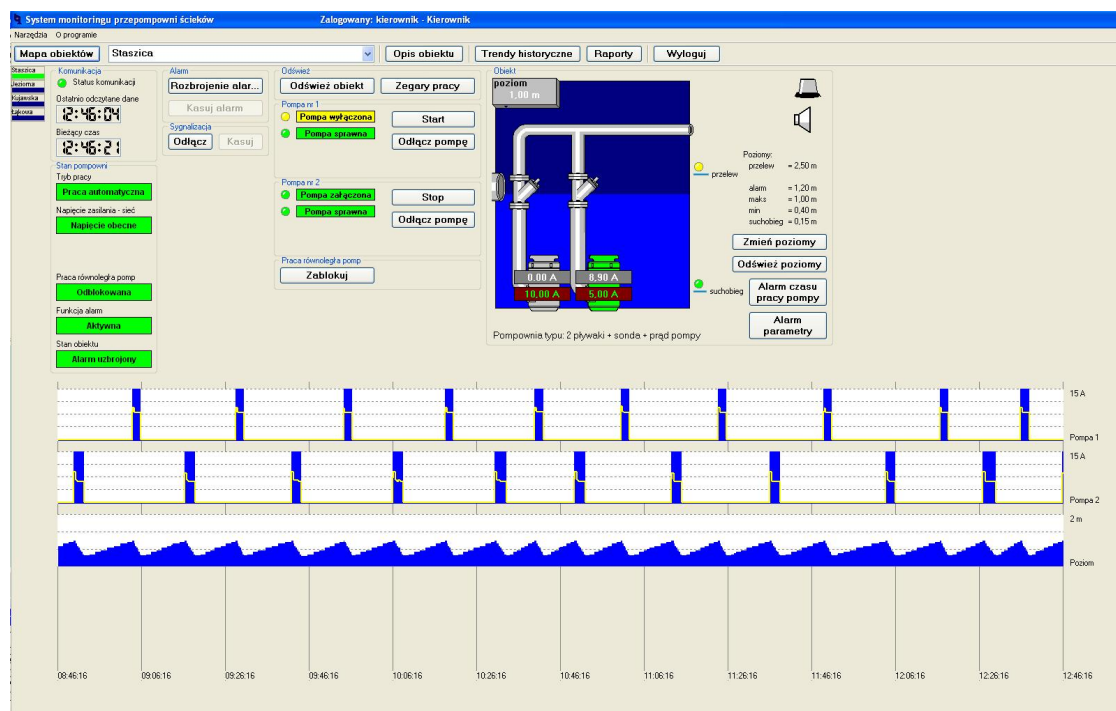 System monitoringu przepompowni ścieków
Zalogowany: kierownik - Kierownik
Narzędzia
O programie
Mapa obiektów
Staszica
Opis obiektu
Trendy historyczne
Raporty
Wyloguj
Staszica
Jeziorna
Kujawska
Łąkowa
Komunikacja
Status komunikacji
Ostatnio odczytane dane
12:46:04
Bieżący czas
12:46:21
Stan pompowni
Tryb pracy
Praca automatyczna
Napięcie zasilania - sieć
Napięcie obecne
Praca równoległa pomp
Odblokowana
Funkcja alarm
Aktywna
Stan obiektu
Alarm uzbrojony
Alarm
Rozbrojenie alar...
Kasuj alarm
Sygnalizacja
Odłącz
Kasuj
Odśwież
Odśwież obiekt
Zegary pracy
Pompa nr 1
Pompa wyłączona
Start
Pompa sprawna
Odłącz pompę
Pompa nr 2
Pompa załączona
Stop
Pompa sprawna
Odłącz pompę
Praca równoległa pomp
Zablokuj
Obiekt
poziom
1,00 m
przelew
suchobieg
0.00 A
8,90 A
10,00 A
5,00 A
Pompownia typu: 2 pływaki + sonda + prąd pompy
Poziomy:
przelew = 2,50 m
alarm = 1,20 m
maks = 1,00 m
min = 0,40 m
suchobieg = 0,15 m
Zmień poziomy
Odśwież poziomy
Alarm czasu
pracy pompy
Alarm
parametry
15 A
Pompa 1
15 A
Pompa 2
2 m
Poziom
08:46:16
09:06:16
09:26:16
09:46:16
10:06:16
10:26:16
10:46:16
11:06:16
11:26:16
11:46:16
12:06:16
12:26:16
12:46:16